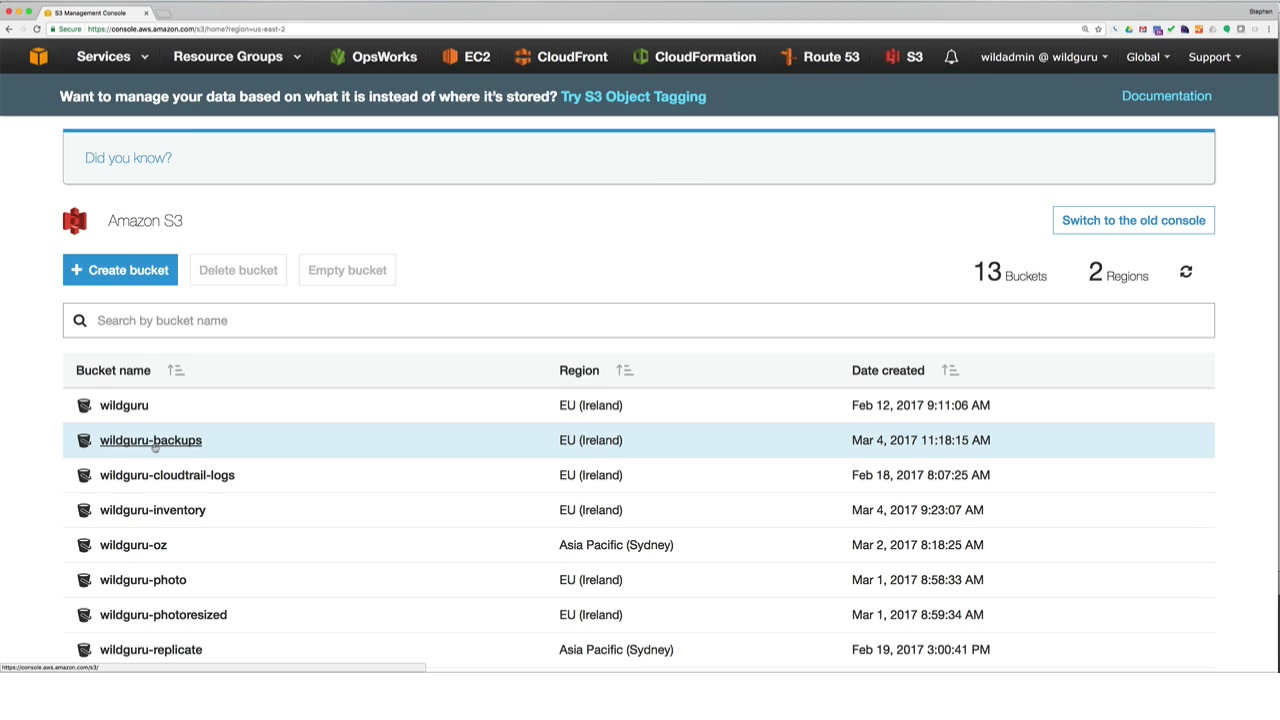 S3 Management Console
Stephen
Secure https://console.aws.amazon.com/s3/home?region=us-east-2
Services Resource Groups OpsWorks EC2 CloudFront CloudFormation Route 53 S3 wildadmin @ wildguru Global Support
Want to manage your data based on what it is instead of where it's stored? Try S3 Object Tagging Documentation
Did you know?
Amazon S3 Switch to the old console
+ Create bucket Delete bucket Empty bucket 13 Buckets 2 Regions
Search by bucket name
Bucket name Region Date created
wildguru EU (Ireland) Feb 12, 2017 9:11:06 AM
wildguru-backups EU (Ireland) Mar 4, 2017 11:18:15 AM
wildguru-cloudtrail-logs EU (Ireland) Feb 18, 2017 8:07:25 AM
wildguru-inventory EU (Ireland) Mar 4, 2017 9:23:07 AM
wildguru-oz Asia Pacific (Sydney) Mar 2, 2017 8:18:25 AM
wildguru-photo EU (Ireland) Mar 1, 2017 8:58:33 AM
wildguru-photoresized EU (Ireland) Mar 1, 2017 8:59:34 AM
wildguru-replicate Asia Pacific (Sydney) Feb 19, 2017 3:00:41 PM
https://console.aws.amazon.com/s3/